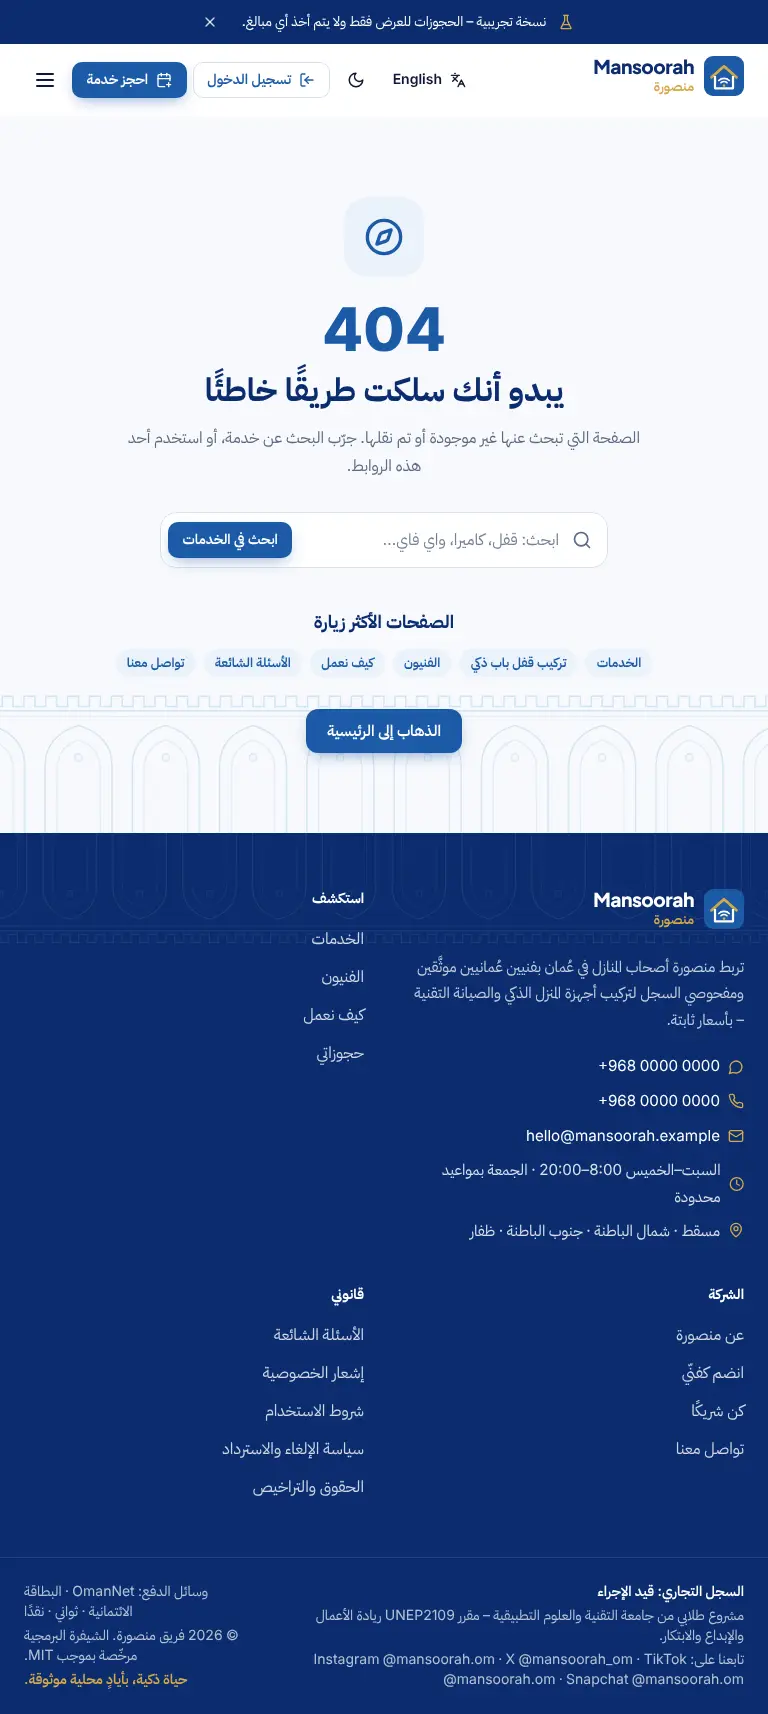 نسخة تجريبية – الحجوزات للعرض فقط ولا يتم أخذ أي مبالغ.
Mansoorah
منصورة
English
تسجيل الدخول
احجز خدمة
404
يبدو أنك سلكت طريقًا خاطئًا
الصفحة التي تبحث عنها غير موجودة أو تم نقلها. جرّب البحث عن خدمة، أو استخدم أحد
هذه الروابط.
ابحث: قفل، كاميرا، واي فاي...
ابحث في الخدمات
الصفحات الأكثر زيارة
الخدمات
تركيب قفل باب ذكي
الفنيون
كيف نعمل
الأسئلة الشائعة
تواصل معنا
الذهاب إلى الرئيسية
Mansoorah
منصورة
تربط منصورة أصحاب المنازل في عُمان بفنيين عُمانيين موثَّقين
ومفحوصي السجل لتركيب أجهزة المنزل الذكي والصيانة التقنية
– بأسعار ثابتة.
+968 0000 0000
+968 0000 0000
hello@mansoorah.example
السبت–الخميس 8:00–20:00 · الجمعة بمواعيد
محدودة
مسقط · شمال الباطنة · جنوب الباطنة · ظفار
استكشف
الخدمات
الفنيون
كيف نعمل
حجوزاتي
الشركة
عن منصورة
انضم كفنّي
كن شريكًا
تواصل معنا
قانوني
الأسئلة الشائعة
إشعار الخصوصية
شروط الاستخدام
سياسة الإلغاء والاسترداد
الحقوق والتراخيص
السجل التجاري: قيد الإجراء
مشروع طلابي من جامعة التقنية والعلوم التطبيقية – مقرر UNEP2109 ريادة الأعمال
والإبداع والابتكار.
تابعنا على: Instagram @mansoorah.om · X @mansoorah_om · TikTok
@mansoorah.om · Snapchat @mansoorah.om
وسائل الدفع: OmanNet · البطاقة
الائتمانية · ثواني · نقدًا
© 2026 فريق منصورة. الشيفرة البرمجية
مرخّصة بموجب MIT.
حياة ذكية، بأيادٍ محلية موثوقة.